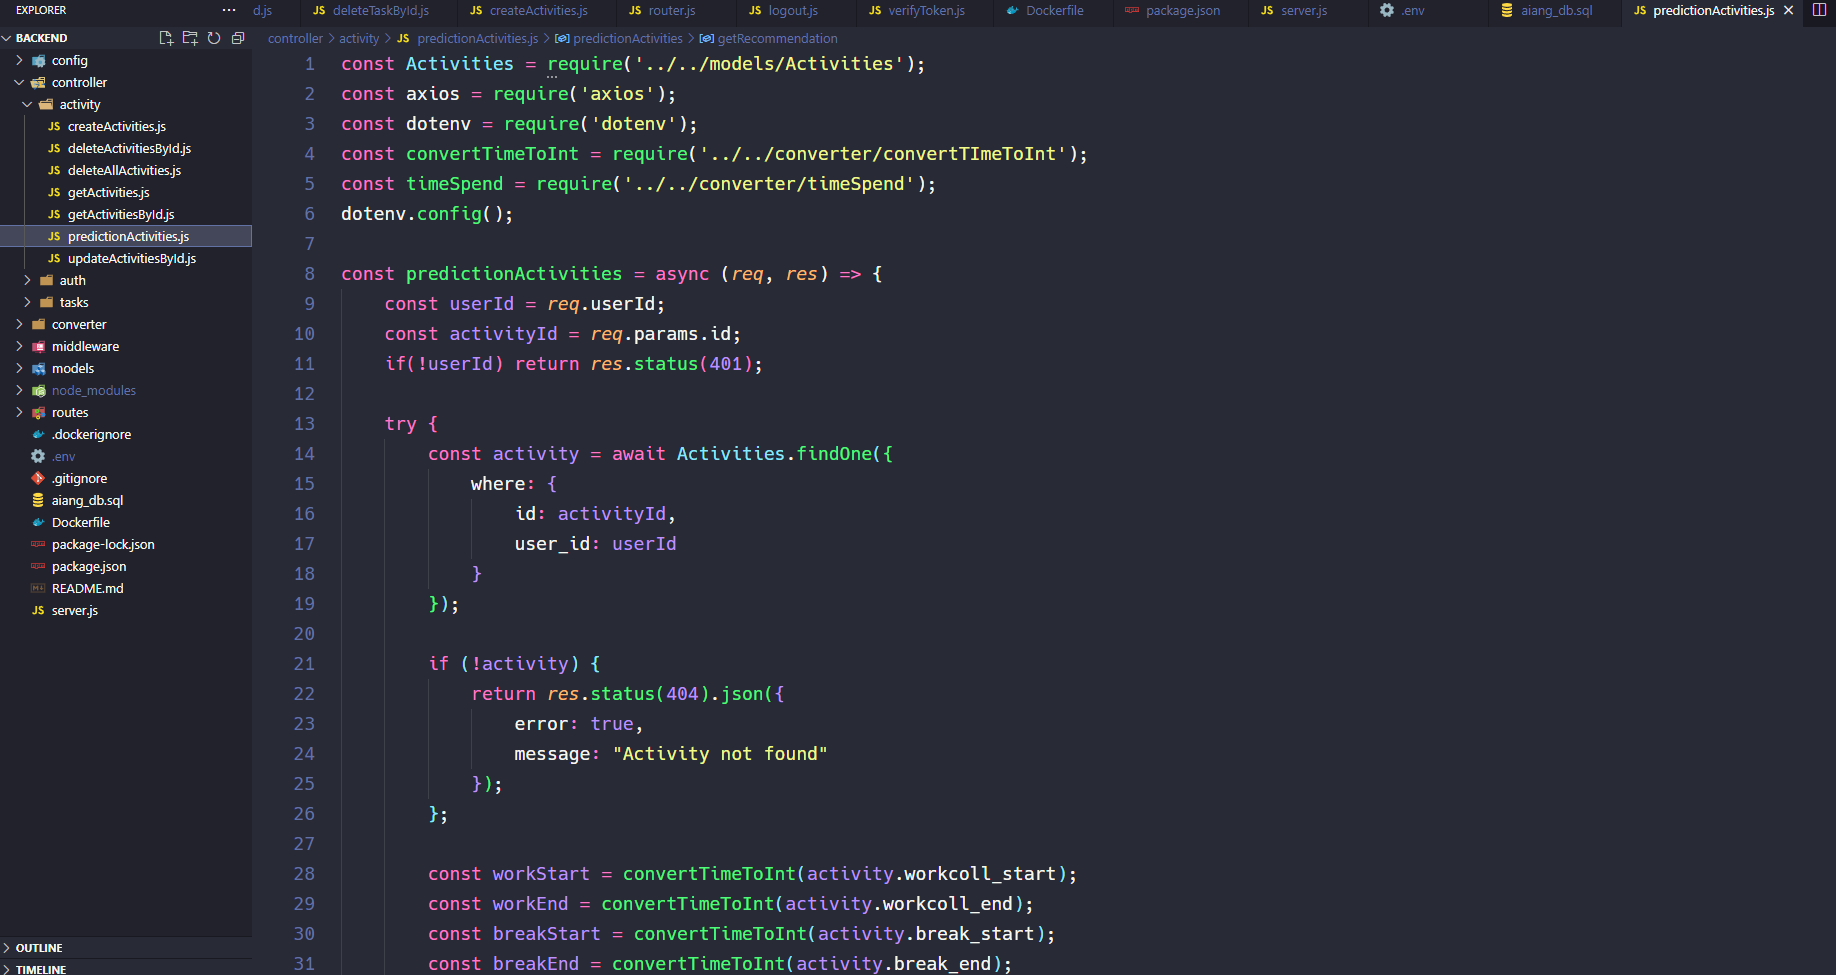 EXPLORER
···
d.js
JS deleteTaskById.js
JS createActivities.js
JS router.js
JS logout.js
JS verifyToken.js
Dockerfile
package.json
JS server.js
.env
aiang_db.sql
JS predictionActivities.js
BACKEND
config
controller
activity
JS createActivities.js
JS deleteActivitiesById.js
JS deleteAllActivities.js
JS getActivities.js
JS getActivitiesById.js
JS predictionActivities.js
JS updateActivitiesById.js
auth
tasks
converter
middleware
models
node_modules
routes
.dockerignore
.env
.gitignore
aiang_db.sql
Dockerfile
package-lock.json
package.json
README.md
JS server.js
OUTLINE
TIMELINE
controller > activity > JS predictionActivities.js > predictionActivities > getRecommendation
1 const Activities = require('../../models/Activities');
2 const axios = require('axios');
3 const dotenv = require('dotenv');
4 const convertTimeToInt = require('../../converter/convertTImeToInt');
5 const timeSpend = require('../../converter/timeSpend');
6 dotenv.config();
7
8 const predictionActivities = async (req, res) => {
9 const userId = req.userId;
10 const activityId = req.params.id;
11 if(!userId) return res.status(401);
12
13 try {
14 const activity = await Activities.findOne({
15 where: {
16 id: activityId,
17 user_id: userId
18 }
19 });
20
21 if (!activity) {
22 return res.status(404).json({
23 error: true,
24 message: "Activity not found"
25 });
26 };
27
28 const workStart = convertTimeToInt(activity.workcoll_start);
29 const workEnd = convertTimeToInt(activity.workcoll_end);
30 const breakStart = convertTimeToInt(activity.break_start);
31 const breakEnd = convertTimeToInt(activity.break_end);